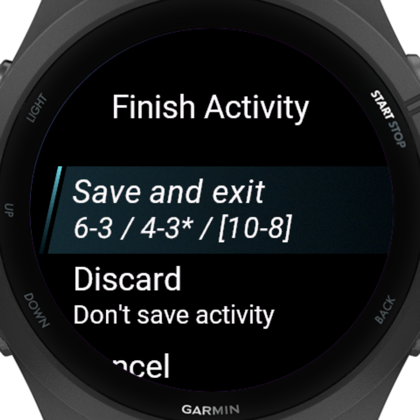 Finish Activity
LIGHT
START STOP
Save and exit
6-3 / 4-3* / [10-8]
UP
Discard
Don't save activity
DOWN
BACK
ncel
GARMIN